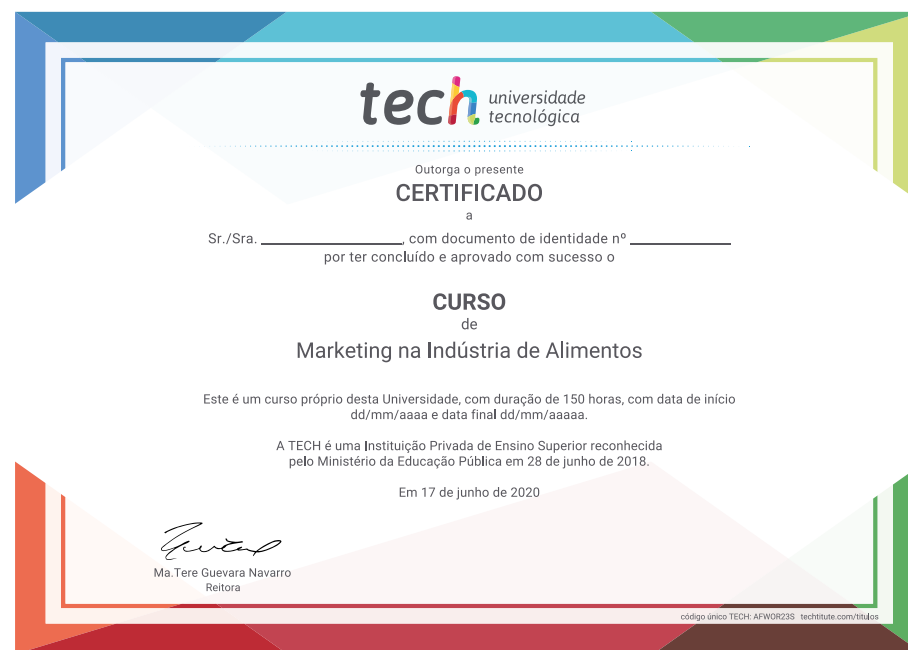 tech universidade
tecnológica
Outorga o presente
CERTIFICADO
a
Sr./Sra. ________________, com documento de identidade nº ____________
por ter concluído e aprovado com sucesso o
CURSO
de
Marketing na Indústria de Alimentos
Este é um curso próprio desta Universidade, com duração de 150 horas, com data de início
dd/mm/aaaa e data final dd/mm/aaaaa.
A TECH é uma Instituição Privada de Ensino Superior reconhecida
pelo Ministério da Educação Pública em 28 de junho de 2018.
Em 17 de junho de 2020
Ma.Tere Guevara Navarro
Reitora
código único TECH: AFWOR23S techtitute.com/titulos